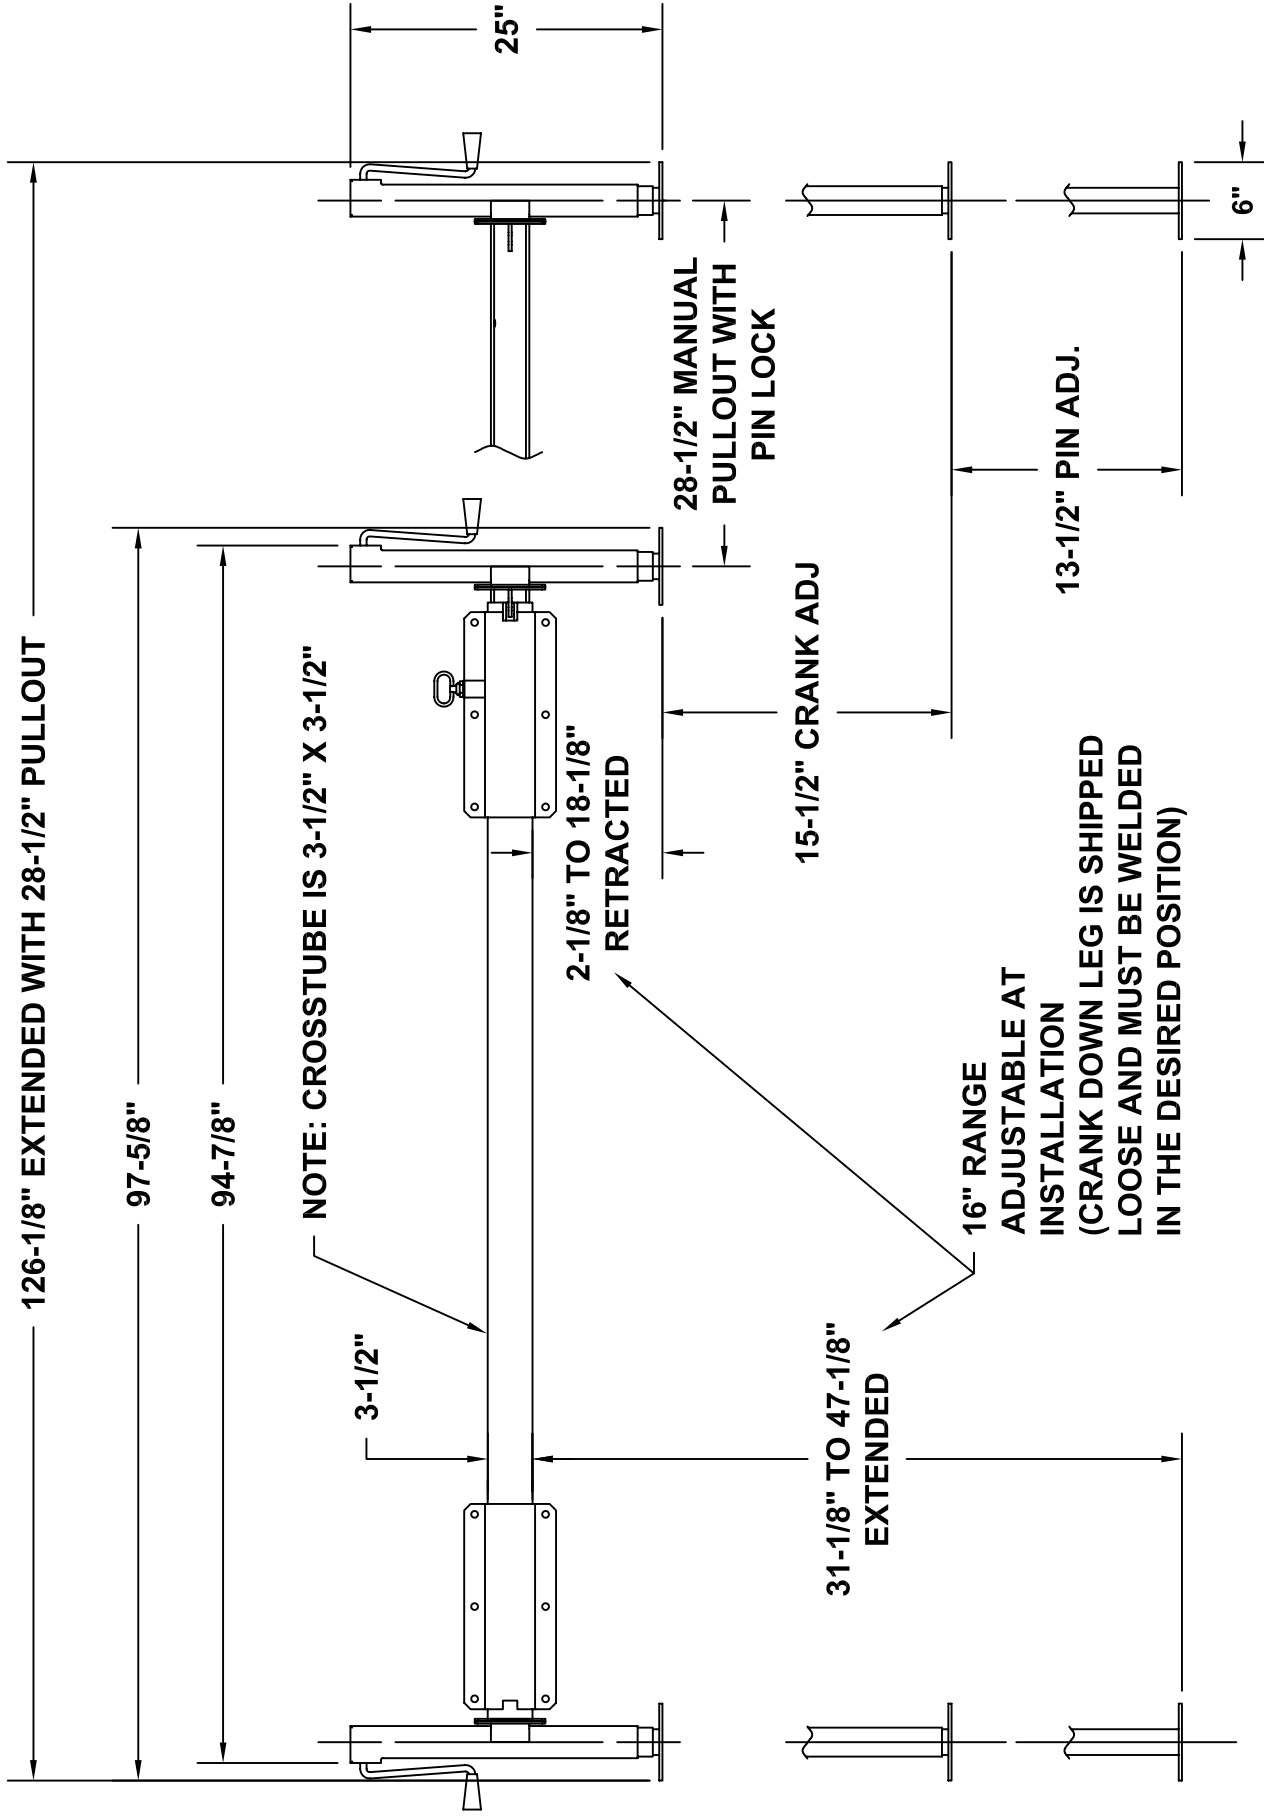 126-1/8" EXTENDED WITH 28-1/2" PULLOUT
97-5/8"
94-7/8"
NOTE: CROSSTUBE IS 3-1/2" X 3-1/2"
3-1/2"
25"
28-1/2" MANUAL
PULLOUT WITH
PIN LOCK
2-1/8" TO 18-1/8"
RETRACTED
15-1/2" CRANK ADJ
31-1/8" TO 47-1/8"
EXTENDED
16" RANGE
ADJUSTABLE AT
INSTALLATION
(CRANK DOWN LEG IS SHIPPED
LOOSE AND MUST BE WELDED
IN THE DESIRED POSITION)
13-1/2" PIN ADJ.
6"